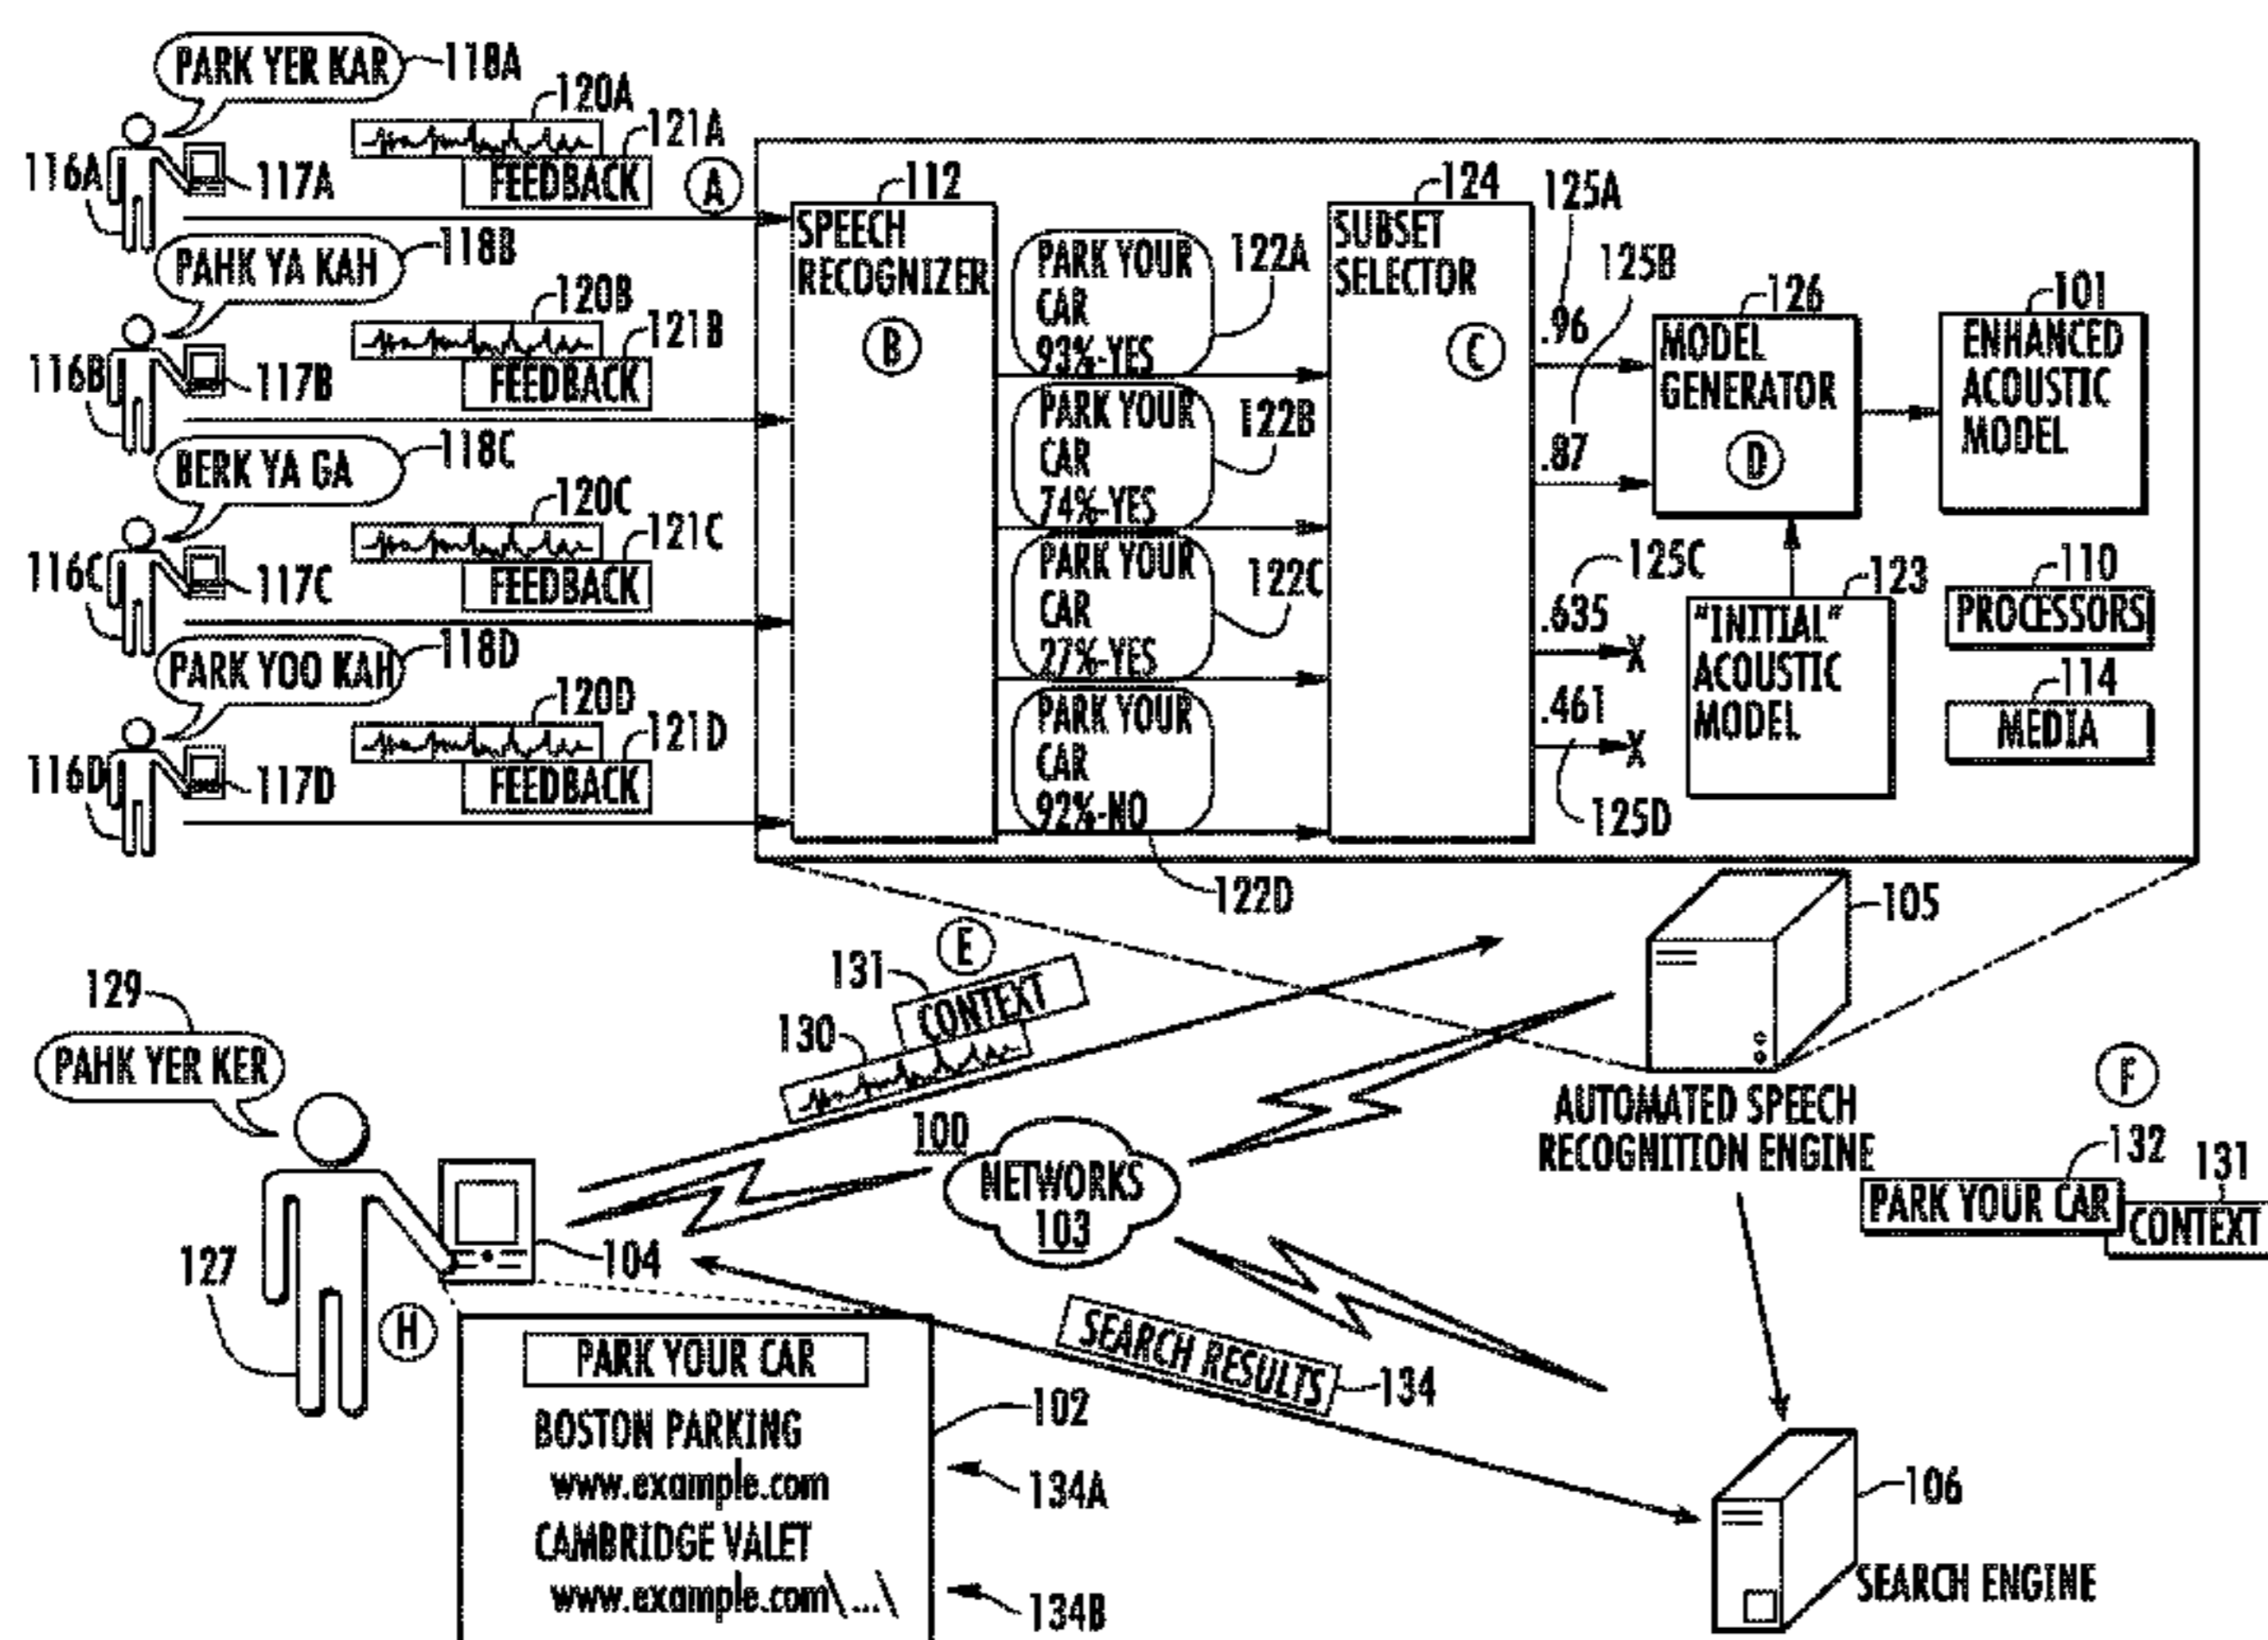 PARK YER KAR
118A
120A
121A
FEEDBACK
A
116A
117A
PAHK YA KAH
118B
120B
121B
FEEDBACK
116B
117B
BERK YA GA
118C
120C
121C
FEEDBACK
116C
117C
PARK YOO KAH
118D
120D
121D
FEEDBACK
116D
117D
112
SPEECH
RECOGNIZER
B
PARK YOUR
CAR
93%-YES
122A
PARK YOUR
CAR
74%-YES
122B
PARK YOUR
CAR
27%-YES
122C
PARK YOUR
CAR
92%-NO
122D
124
SUBSET
SELECTOR
C
125A
.96
125B
.87
125C
.635
.461
125D
126
MODEL
GENERATOR
D
101
ENHANCED
ACOUSTIC
MODEL
123
"INITIAL"
ACOUSTIC
MODEL
110
PROCESSORS
114
MEDIA
X
X
105
AUTOMATED SPEECH
RECOGNITION ENGINE
E
131
CONTEXT
130
129
PAHK YER KER
100
NETWORKS
103
F
132
131
PARK YOUR CAR
CONTEXT
104
127
H
SEARCH RESULTS
134
PARK YOUR CAR
BOSTON PARKING
www.example.com
CAMBRIDGE VALET
www.example.com\...\
102
134A
134B
106
SEARCH ENGINE